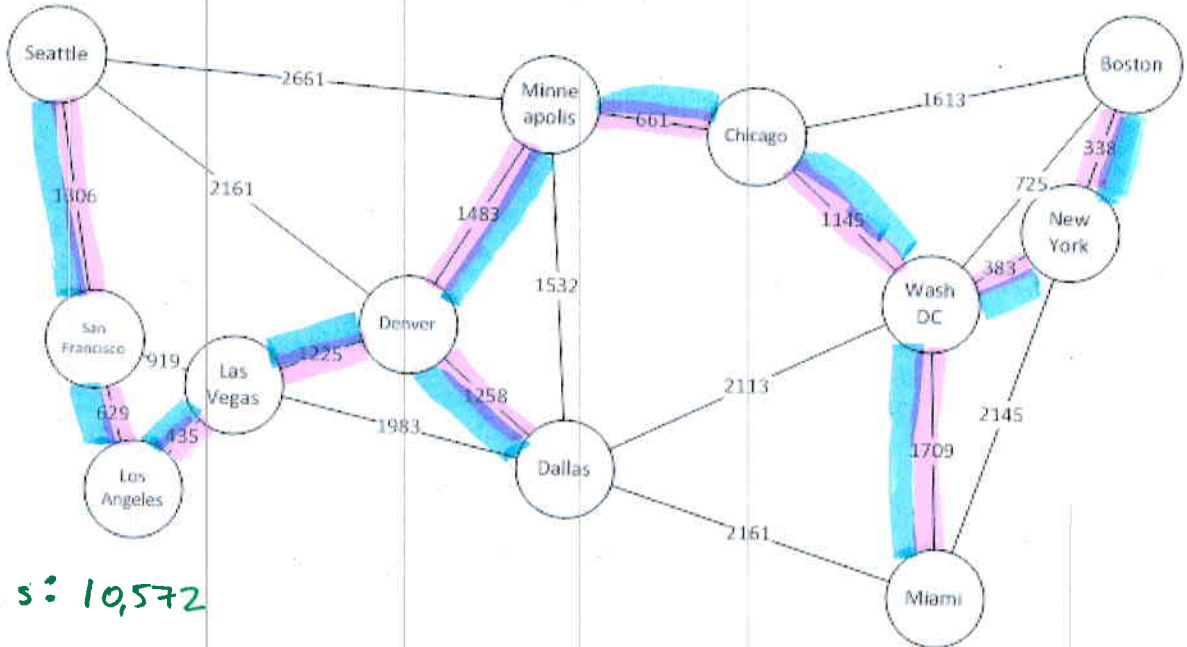 Seattle
2661
Minne
apolis
661
Chicago
1613
Boston
1306
2161
1483
1532
1145
725
338
New
York
383
Wash
DC
San
Francisco
919
Las
Vegas
1225
Denver
1258
629
435
1983
Los
Angeles
Dallas
2113
2145
1709
2161
Miami
s: 10,572